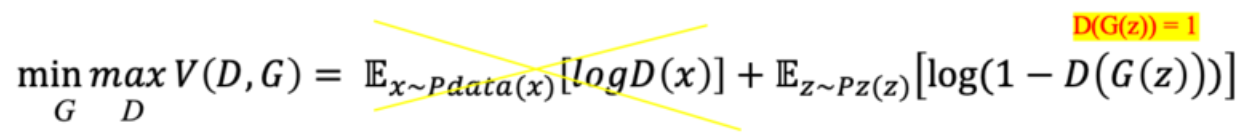 D(G(z)) = 1
min max V(D, G) = 𝔼x~Pdata(x)[logD(x)] + 𝔼z~Pz(z)[log(1 − D(G(z)))]
G D